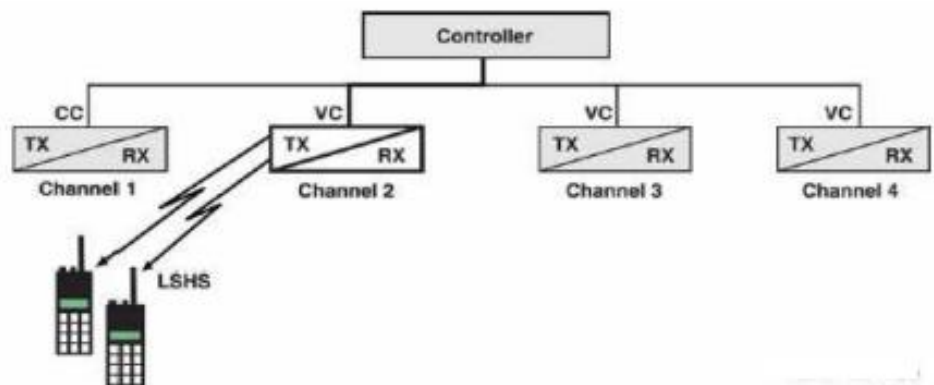 Controller
CC
VC
VC
VC
TX
RX
TX
RX
TX
RX
TX
RX
Channel 1
Channel 2
Channel 3
Channel 4
LSHS